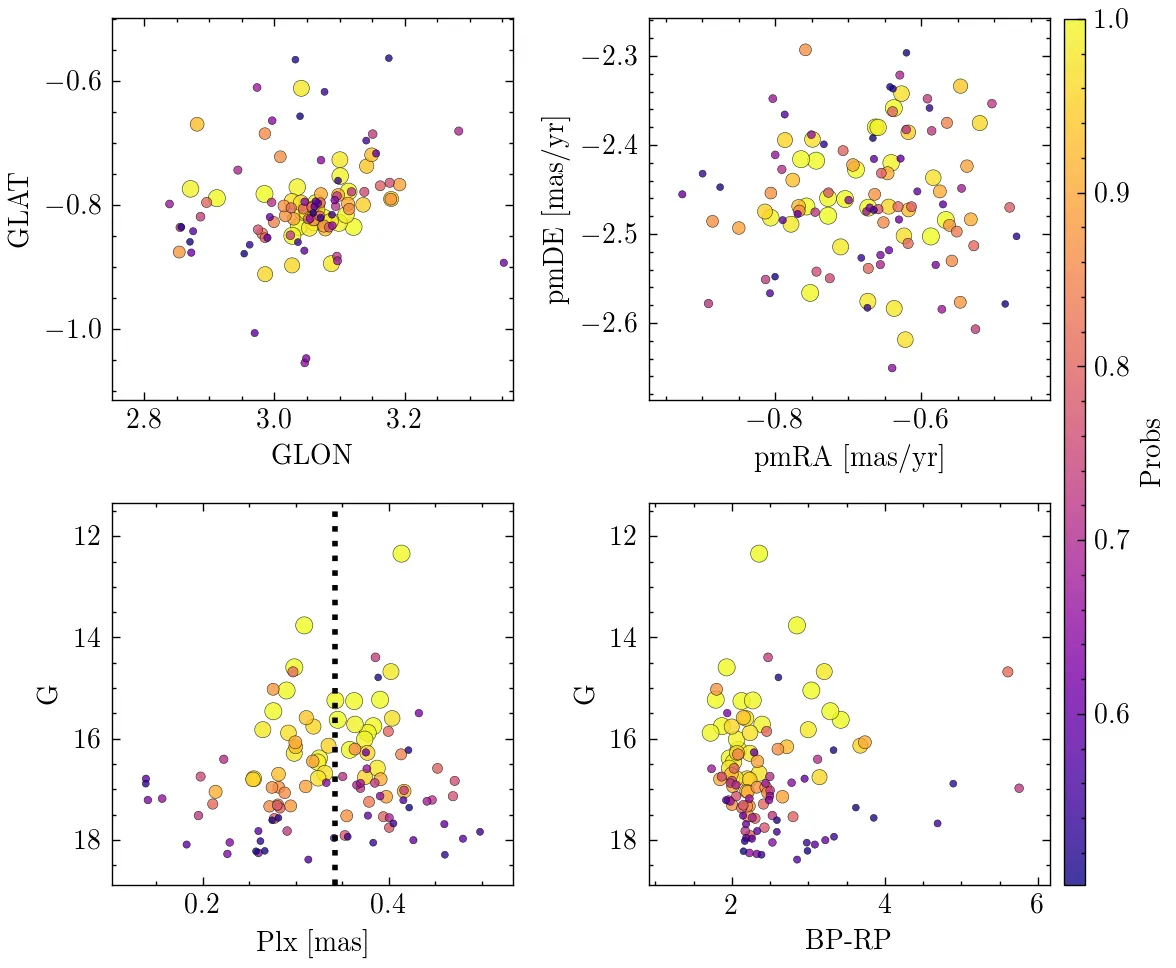 −0.6
−0.8
−1.0
GLAT
2.8 3.0 3.2
GLON
−2.3
−2.4
−2.5
−2.6
pmDE [mas/yr]
−0.8 −0.6
pmRA [mas/yr]
1.0
0.9
0.8
0.7
0.6
Probs
12
14
16
18
G
0.2 0.4
Plx [mas]
12
14
16
18
G
2 4 6
BP-RP